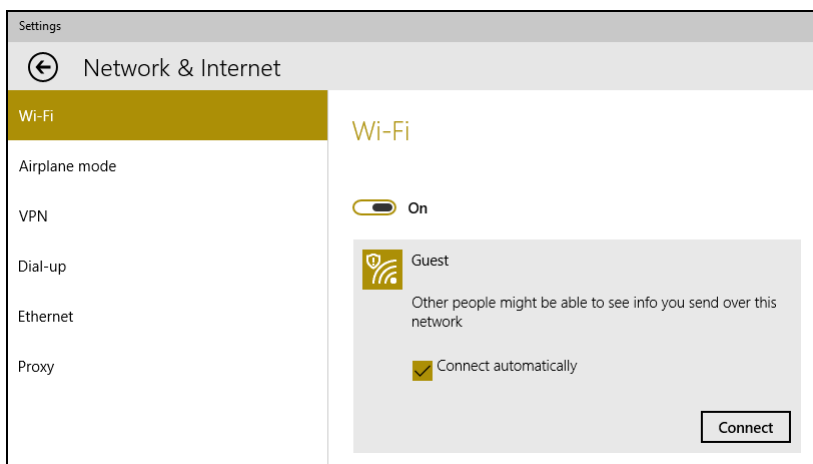 Settings
Network & Internet
Wi-Fi
Airplane mode
VPN
Dial-up
Ethernet
Proxy
Wi-Fi
On
Guest
Other people might be able to see info you send over this
network
Connect automatically
Connect